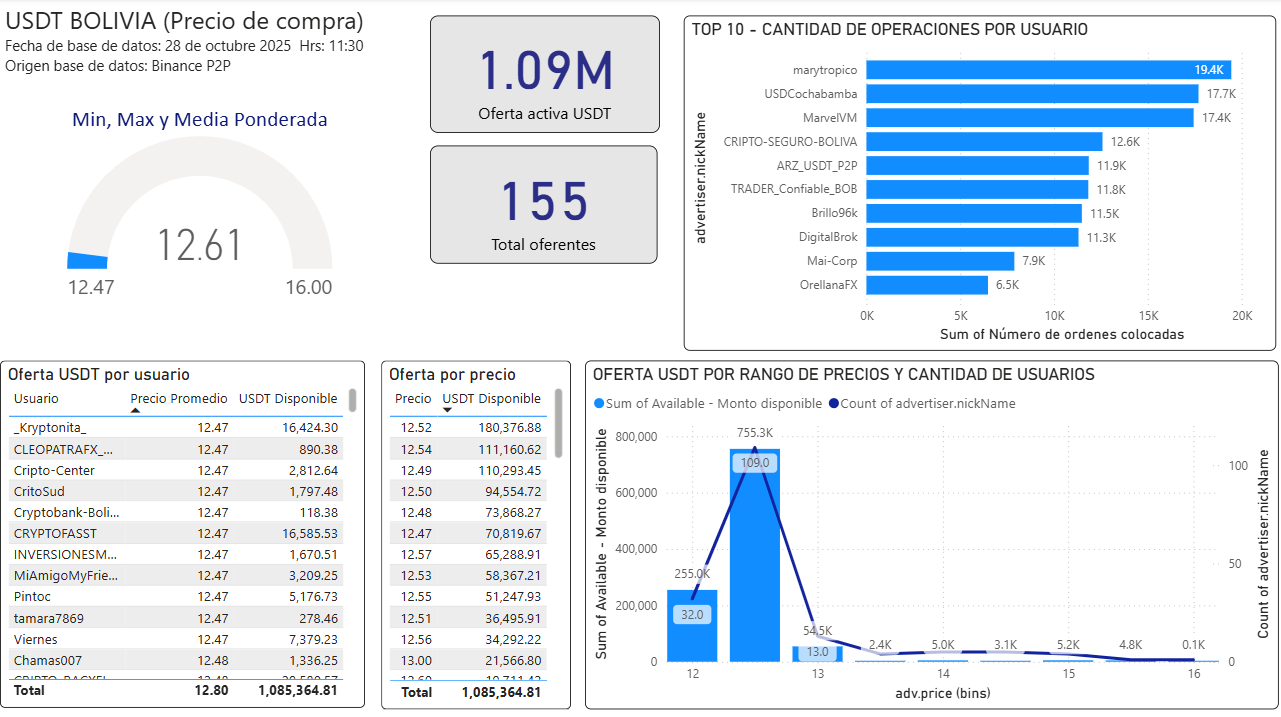 USDT BOLIVIA (Precio de compra)
Fecha de base de datos: 28 de octubre 2025 Hrs: 11:30
Origen base de datos: Binance P2P
Min, Max y Media Ponderada
12.61
12.47
16.00
1.09M
Oferta activa USDT
155
Total oferentes
TOP 10 - CANTIDAD DE OPERACIONES POR USUARIO
advertiser.nickName
marytropico 19.4K
USDCochabamba 17.7K
MarvelVM 17.4K
CRIPTO-SEGURO-BOLIVA 12.6K
ARZ_USDT_P2P 11.9K
TRADER_Confiable_BOB 11.8K
Brillo96k 11.5K
DigitalBrok 11.3K
Mai-Corp 7.9K
OrellanaFX 6.5K
0K 5K 10K 15K 20K
Sum of Número de ordenes colocadas
Oferta USDT por usuario
Usuario Precio Promedio USDT Disponible
_Kryptonita_ 12.47 16,424.30
CLEOPATRAFX_... 12.47 890.38
Cripto-Center 12.47 2,812.64
CritoSud 12.47 1,797.48
Cryptobank-Boli... 12.47 118.38
CRYPTOFASST 12.47 16,585.53
INVERSIONESM... 12.47 1,670.51
MiAmigoMyFrie... 12.47 3,209.25
Pintoc 12.47 5,176.73
tamara7869 12.47 278.46
Viernes 12.47 7,379.23
Chamas007 12.48 1,336.25
Total 12.80 1,085,364.81
Oferta por precio
Precio USDT Disponible
12.52 180,376.88
12.54 111,160.62
12.49 110,293.45
12.50 94,554.72
12.48 73,868.27
12.47 70,819.67
12.57 65,288.91
12.53 58,367.21
12.55 51,247.93
12.51 36,495.91
12.56 34,292.22
13.00 21,566.80
Total 1,085,364.81
OFERTA USDT POR RANGO DE PRECIOS Y CANTIDAD DE USUARIOS
Sum of Available - Monto disponible Count of advertiser.nickName
Sum of Available - Monto disponible
800,000
600,000
400,000
200,000
0
255.0K 755.3K 54.5K 2.4K 5.0K 3.1K 5.2K 4.8K 0.1K
32.0 109.0 13.0
100
50
0
Count of advertiser.nickName
12 13 14 15 16
adv.price (bins)